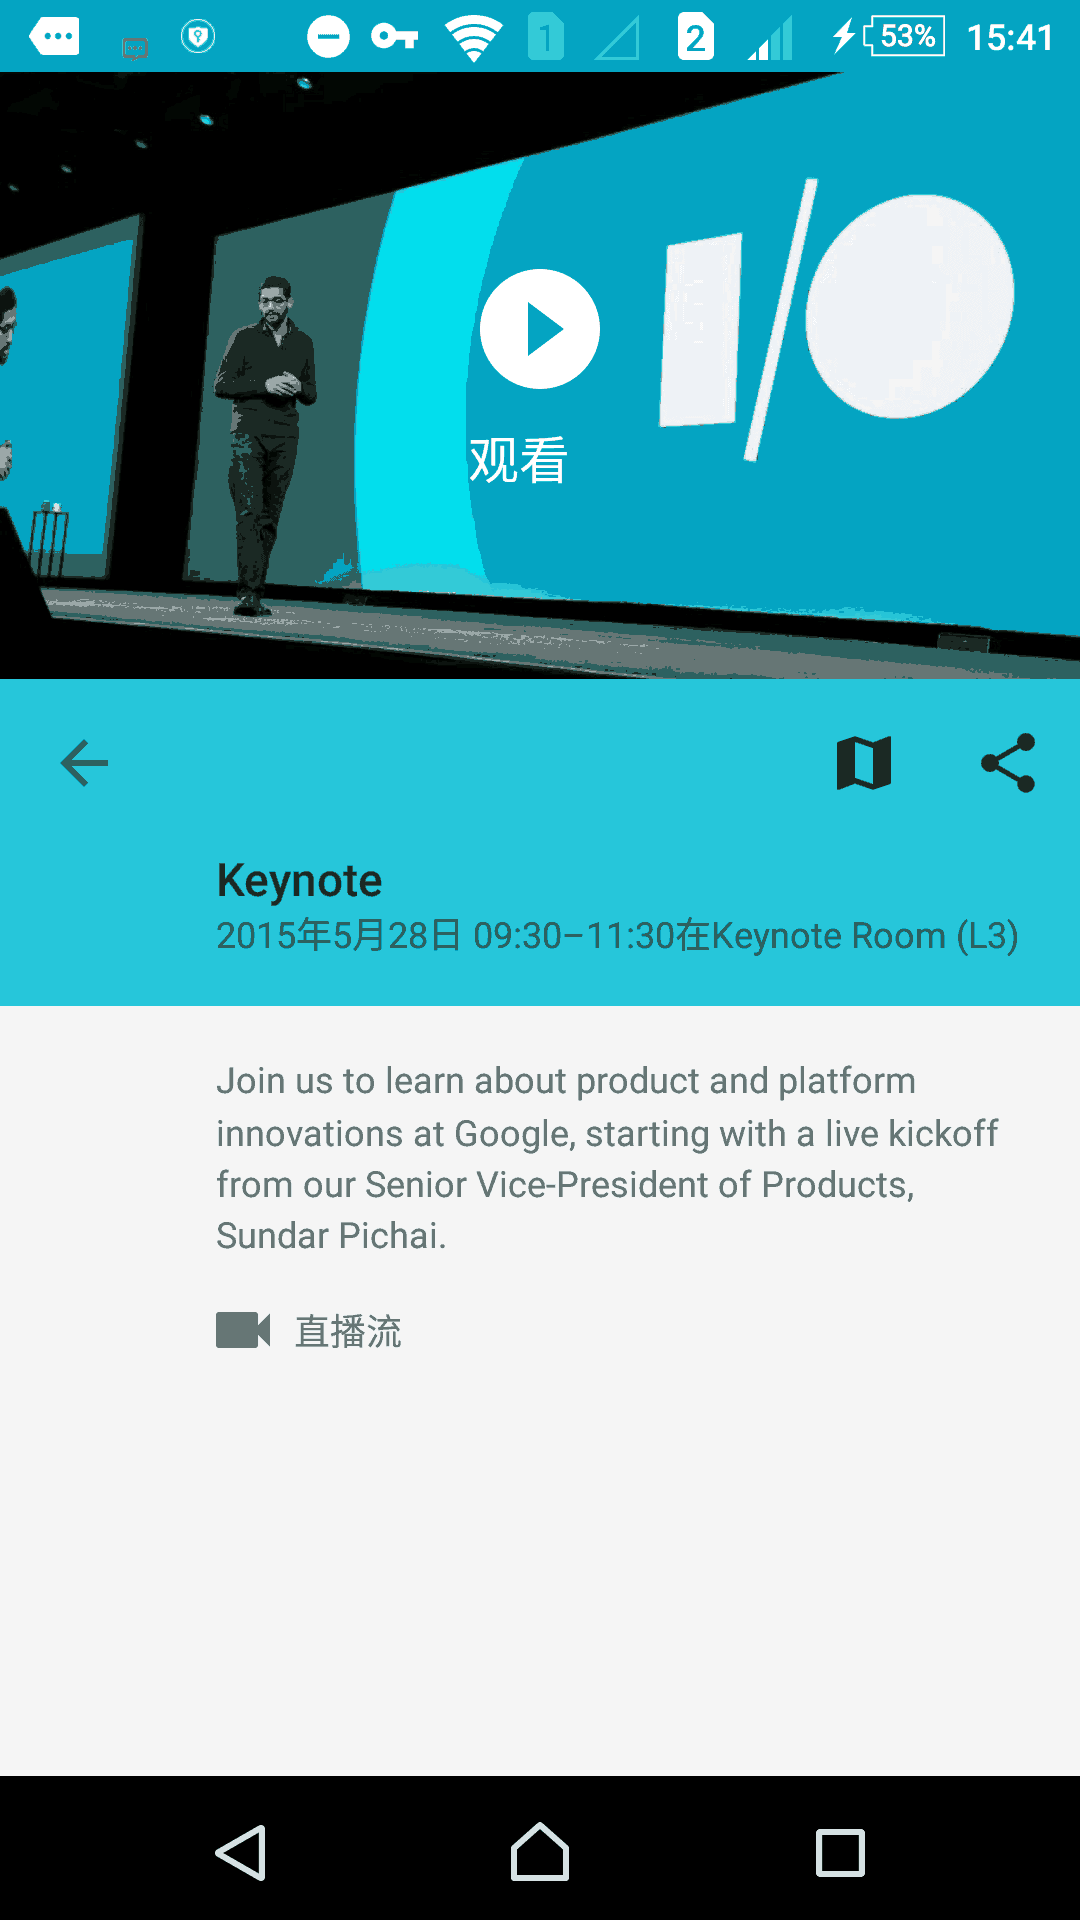 1
2
53%
15:41
I/O
观看
Keynote
2015年5月28日 09:30–11:30在Keynote Room (L3)
Join us to learn about product and platform
innovations at Google, starting with a live kickoff
from our Senior Vice-President of Products,
Sundar Pichai.
直播流